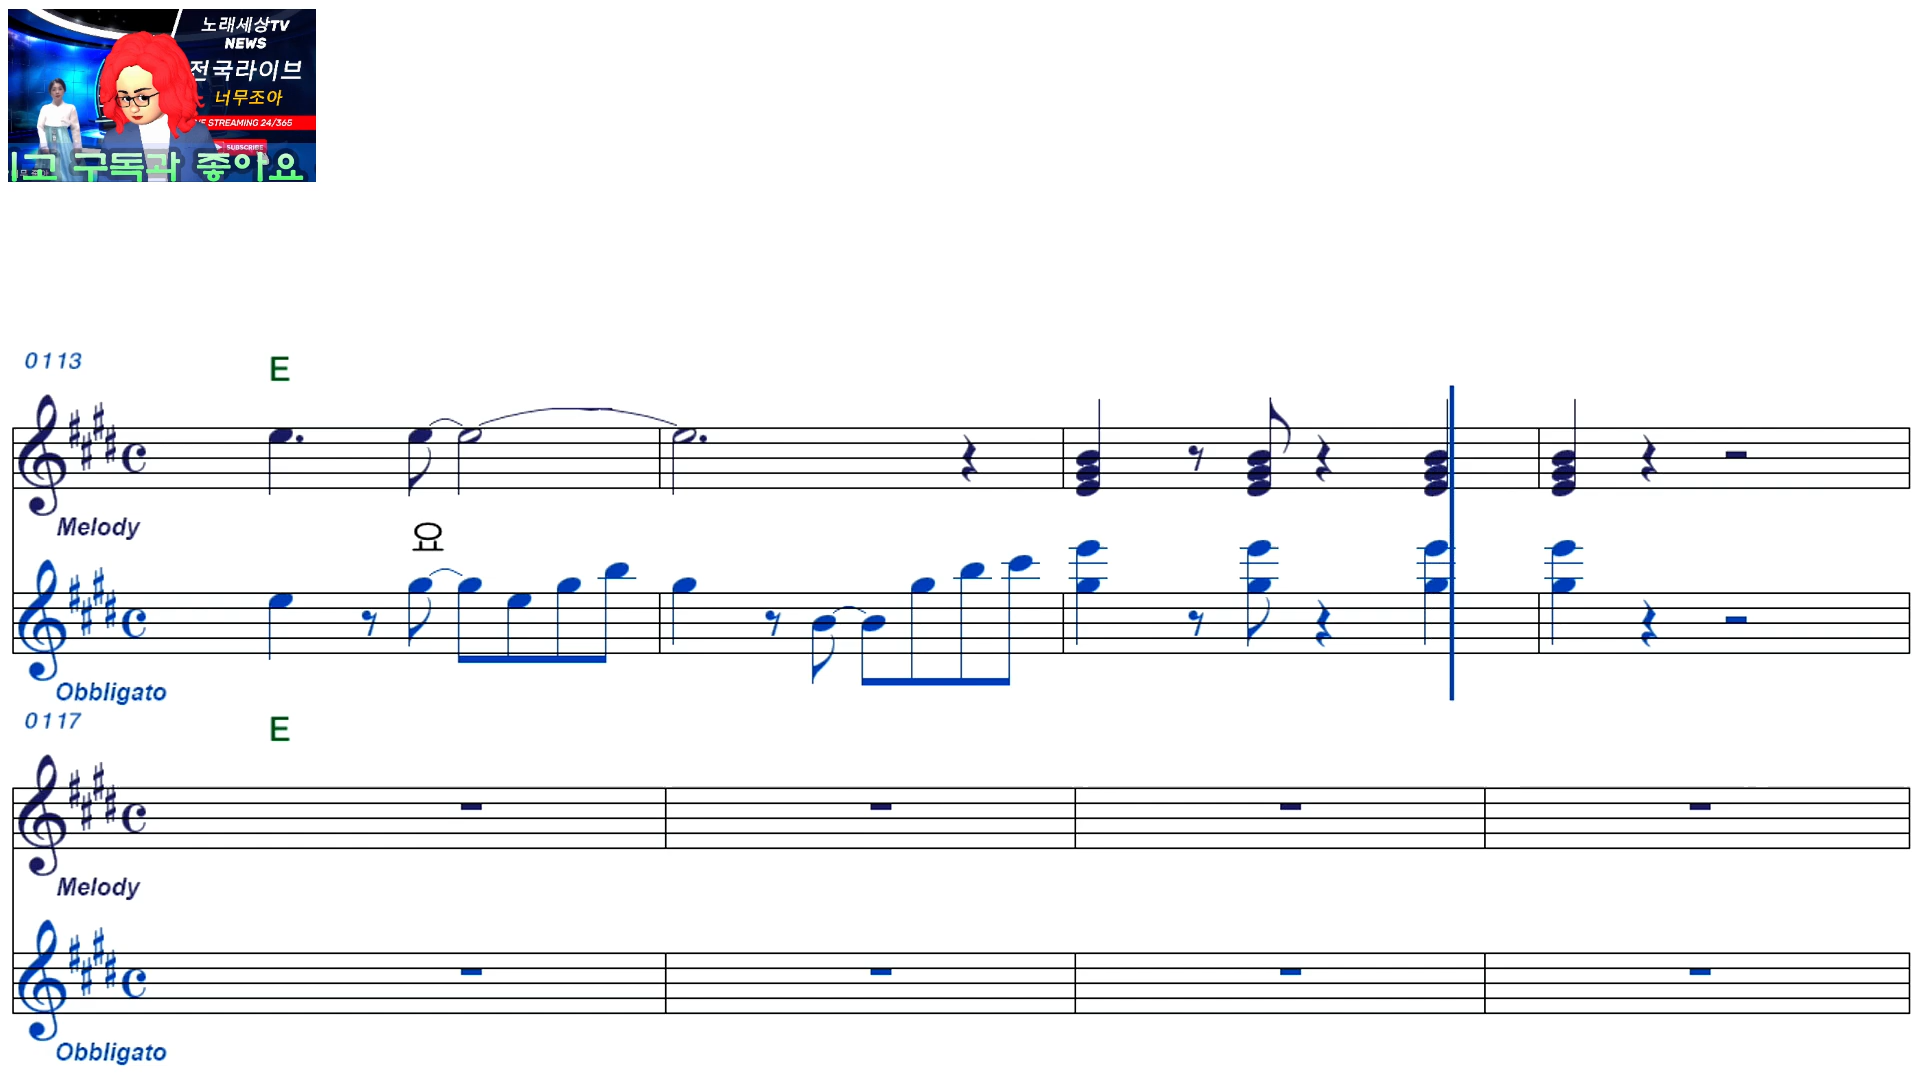 노래세상TV
NEWS
전국라이브
너무조아
STREAMING 24/365
SUBSCRIBE
구독과 좋아요
0113
E
Melody
요
Obbligato
0117
E
Melody
Obbligato